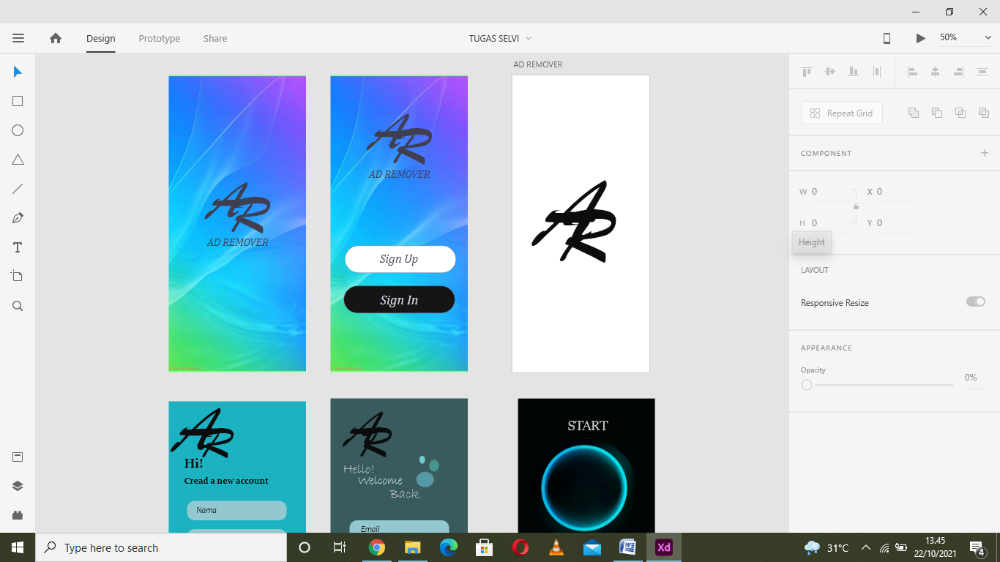 Design
Prototype
Share
TUGAS SELVI
50%
AD REMOVER
AR
AD REMOVER
AR
AD REMOVER
Sign Up
Sign In
AR
AR
Hi!
Cread a new account
Nama
AR
Hello!
Welcome
Back
Email
START
Repeat Grid
COMPONENT
W 0
X 0
H 0
Y 0
Height
LAYOUT
Responsive Resize
APPEARANCE
Opacity
0%
T
Type here to search
W
Xd
31°C
13.45
22/10/2021
4